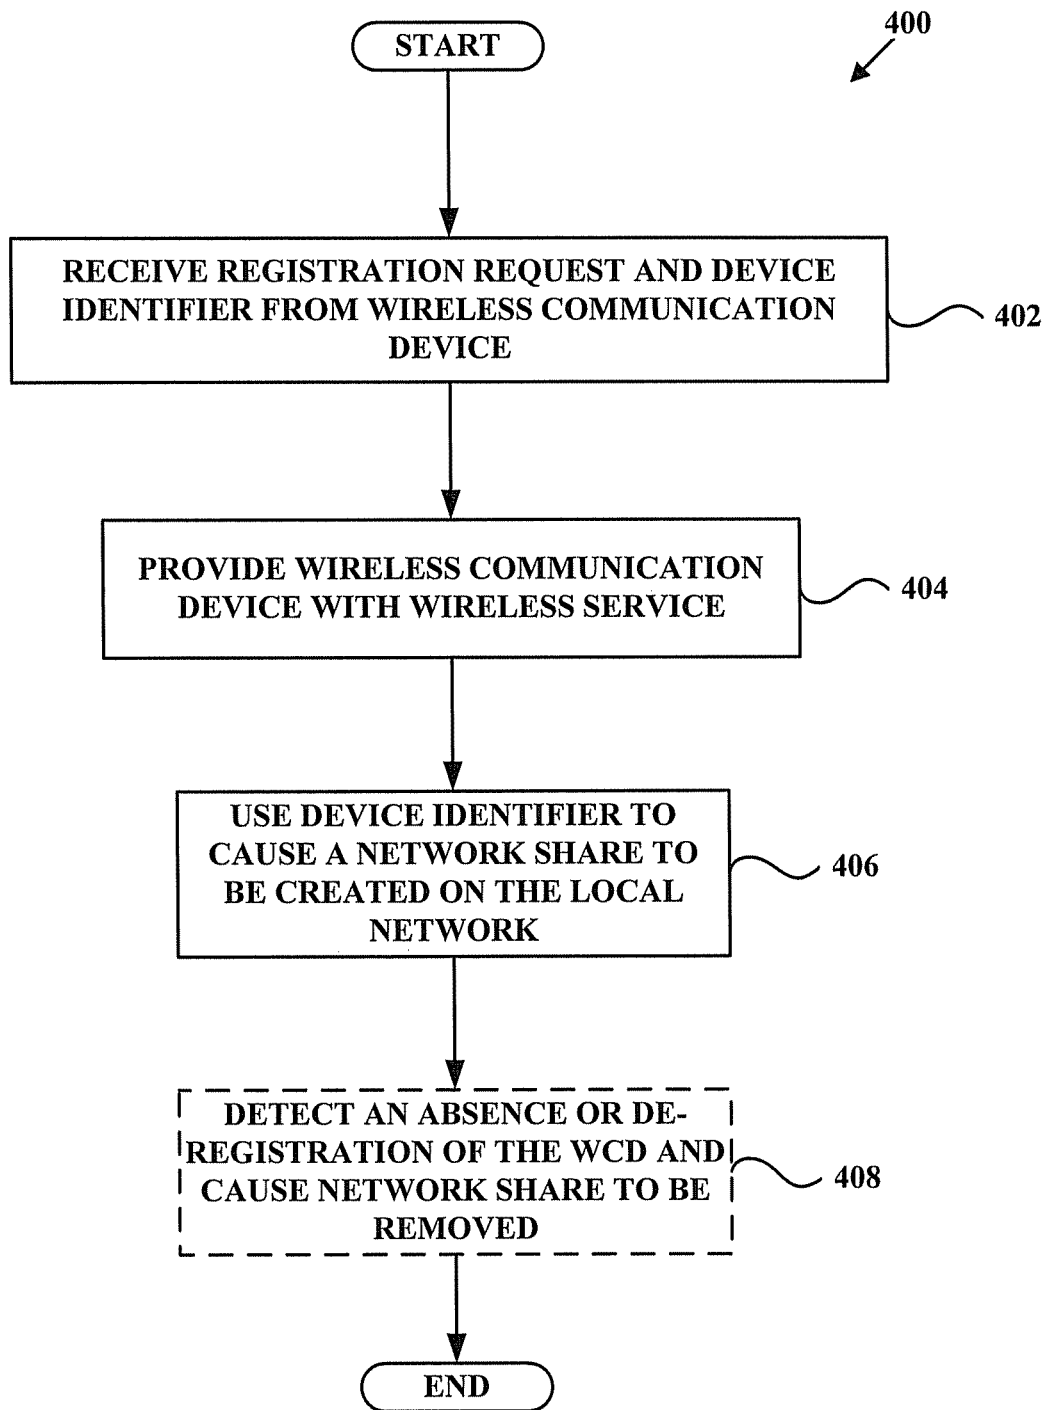 START
400
RECEIVE REGISTRATION REQUEST AND DEVICE
IDENTIFIER FROM WIRELESS COMMUNICATION
DEVICE
402
PROVIDE WIRELESS COMMUNICATION
DEVICE WITH WIRELESS SERVICE
404
USE DEVICE IDENTIFIER TO
CAUSE A NETWORK SHARE TO
BE CREATED ON THE LOCAL
NETWORK
406
DETECT AN ABSENCE OR DE-
REGISTRATION OF THE WCD AND
CAUSE NETWORK SHARE TO BE
REMOVED
408
END